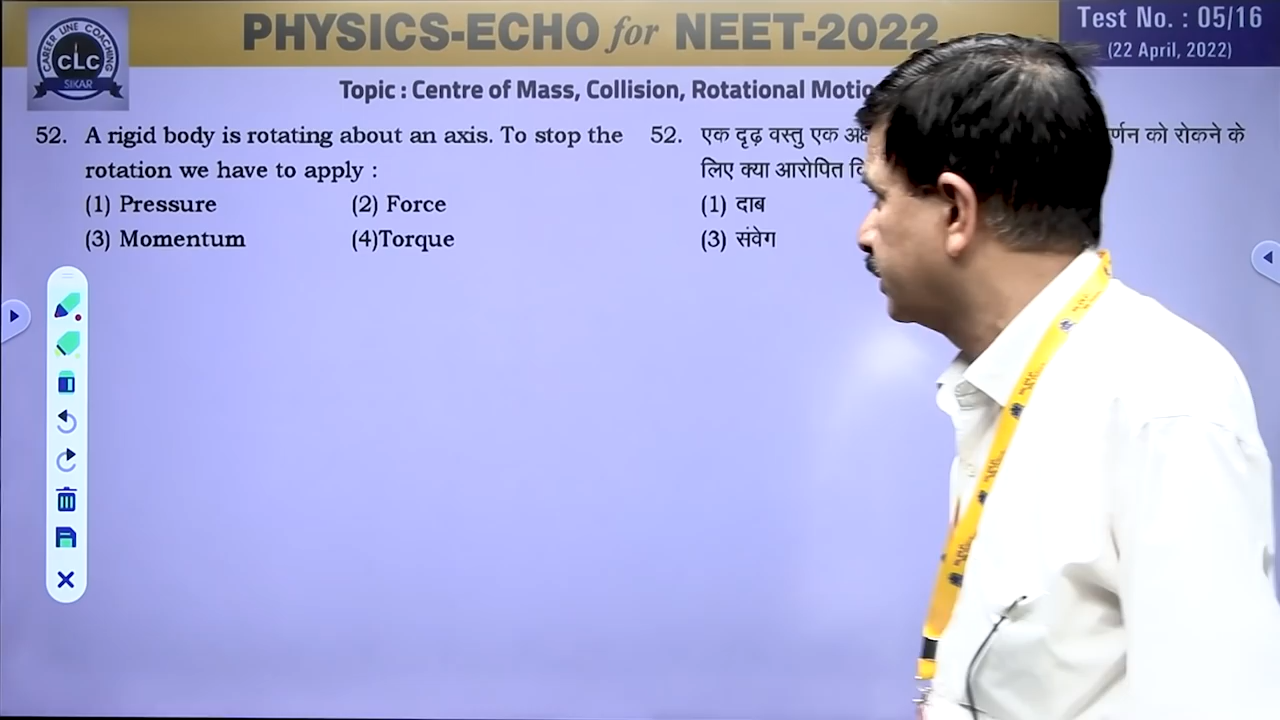 CAREER LINE COACHING
CLC
SIKAR
PHYSICS-ECHO for NEET-2022
Test No. : 05/16
(22 April, 2022)
Topic : Centre of Mass, Collision, Rotational
52. A rigid body is rotating about an axis. To stop the
rotation we have to apply :
(1) Pressure (2) Force
(3) Momentum (4)Torque
52. एक दृढ़ वस्तु एक को रोकने के
लिए क्या आरोपित
(1) दाब
(3) संवेग